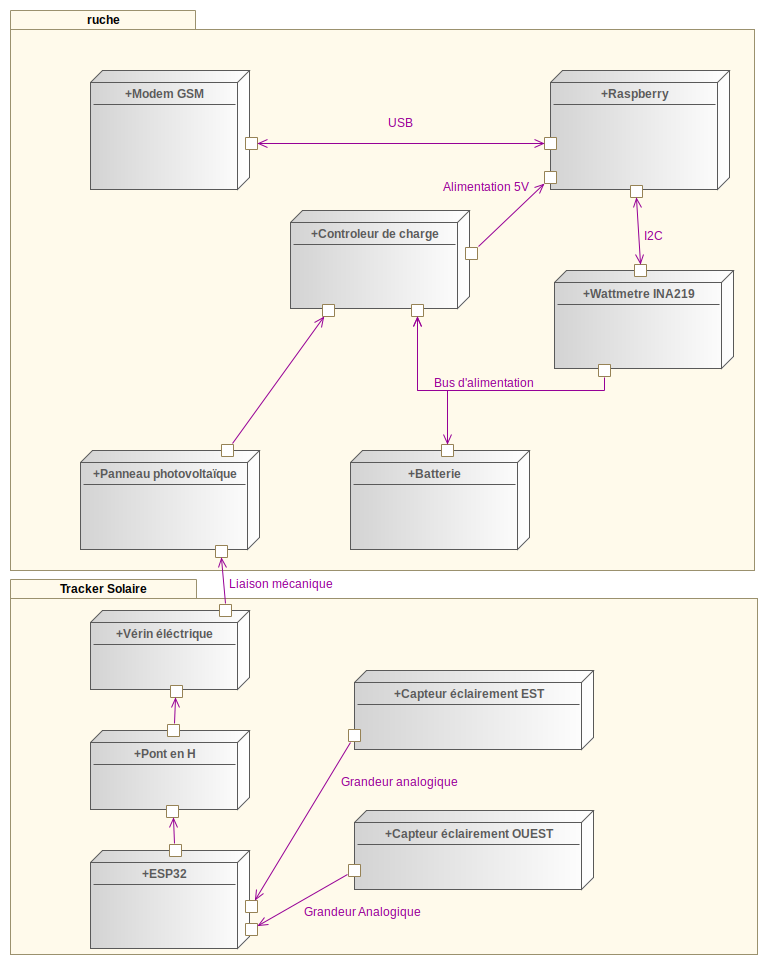 ruche
+Modem GSM
+Raspberry
USB
Alimentation 5V
+Controleur de charge
I2C
+Wattmetre INA219
Bus d'alimentation
+Panneau photovoltaïque
+Batterie
Tracker Solaire
Liaison mécanique
+Vérin éléctrique
+Capteur éclairement EST
+Pont en H
Grandeur analogique
+Capteur éclairement OUEST
+ESP32
Grandeur Analogique